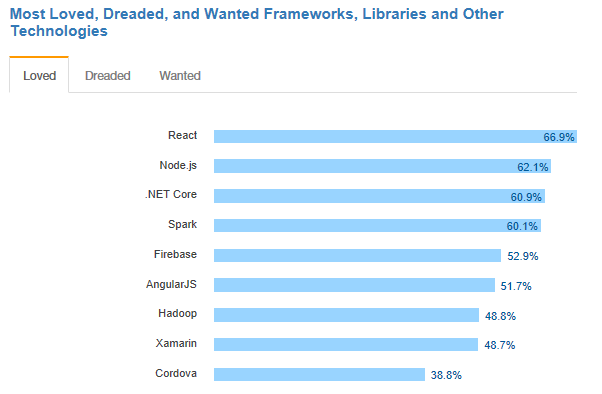 Most Loved, Dreaded, and Wanted Frameworks, Libraries and Other
Technologies
Loved Dreaded Wanted
React 66.9%
Node.js 62.1%
.NET Core 60.9%
Spark 60.1%
Firebase 52.9%
AngularJS 51.7%
Hadoop 48.8%
Xamarin 48.7%
Cordova 38.8%